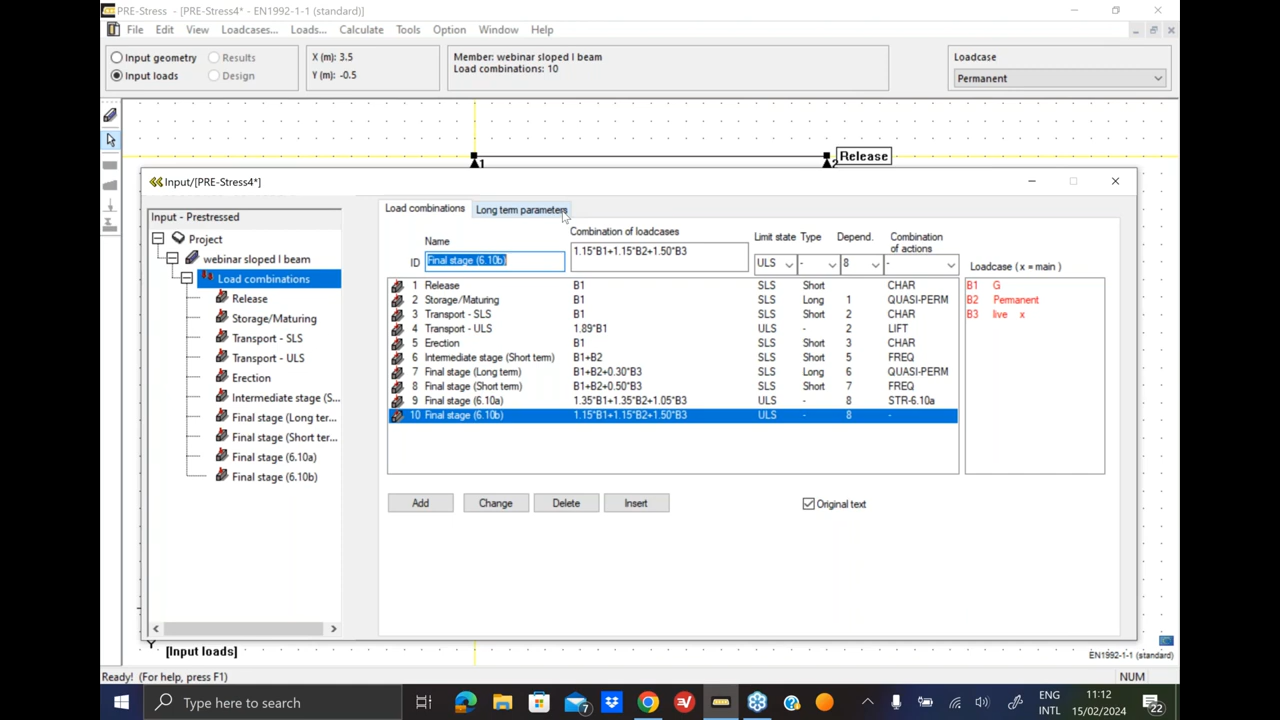 PRE-Stress - [PRE-Stress4* - EN1992-1-1 (standard)]
File Edit View Loadcases... Loads... Calculate Tools Option Window Help
Input geometry Results
Input loads Design
X (m): 3.5
Y (m): -0.5
Member: webinar sloped I beam
Load combinations: 10
Loadcase
Permanent
1 2 Release
Input/[PRE-Stress4*]
Input - Prestressed
Project
webinar sloped I beam
Load combinations
Release
Storage/Maturing
Transport - SLS
Transport - ULS
Erection
Intermediate stage (S...
Final stage (Long ter...
Final stage (Short ter...
Final stage (6.10a)
Final stage (6.10b)
Load combinations Long term parameters
Name
Combination of loadcases
Limit state Type Depend. Combination of actions
Loadcase ( x = main )
ID Final stage (6.10b) 1.15*B1+1.15*B2+1.50*B3 ULS - 8 -
1 Release B1 SLS Short CHAR
2 Storage/Maturing B1 SLS Long 1 QUASI-PERM
3 Transport - SLS B1 SLS Short 2 CHAR
4 Transport - ULS 1.89*B1 ULS - 2 LIFT
5 Erection B1 SLS Short 3 CHAR
6 Intermediate stage (Short term) B1+B2 SLS Short 5 FREQ
7 Final stage (Long term) B1+B2+0.30*B3 SLS Long 6 QUASI-PERM
8 Final stage (Short term) B1+B2+0.50*B3 SLS Short 7 FREQ
9 Final stage (6.10a) 1.35*B1+1.35*B2+1.05*B3 ULS - 8 STR-6.10a
10 Final stage (6.10b) 1.15*B1+1.15*B2+1.50*B3 ULS - 8 -
B1 G
B2 Permanent
B3 live x
Add Change Delete Insert
Original text
Y
[Input loads]
EN1992-1-1 (standard)
Ready! (For help, press F1)
NUM
Type here to search
7
ENG
INTL
11:12
15/02/2024
22